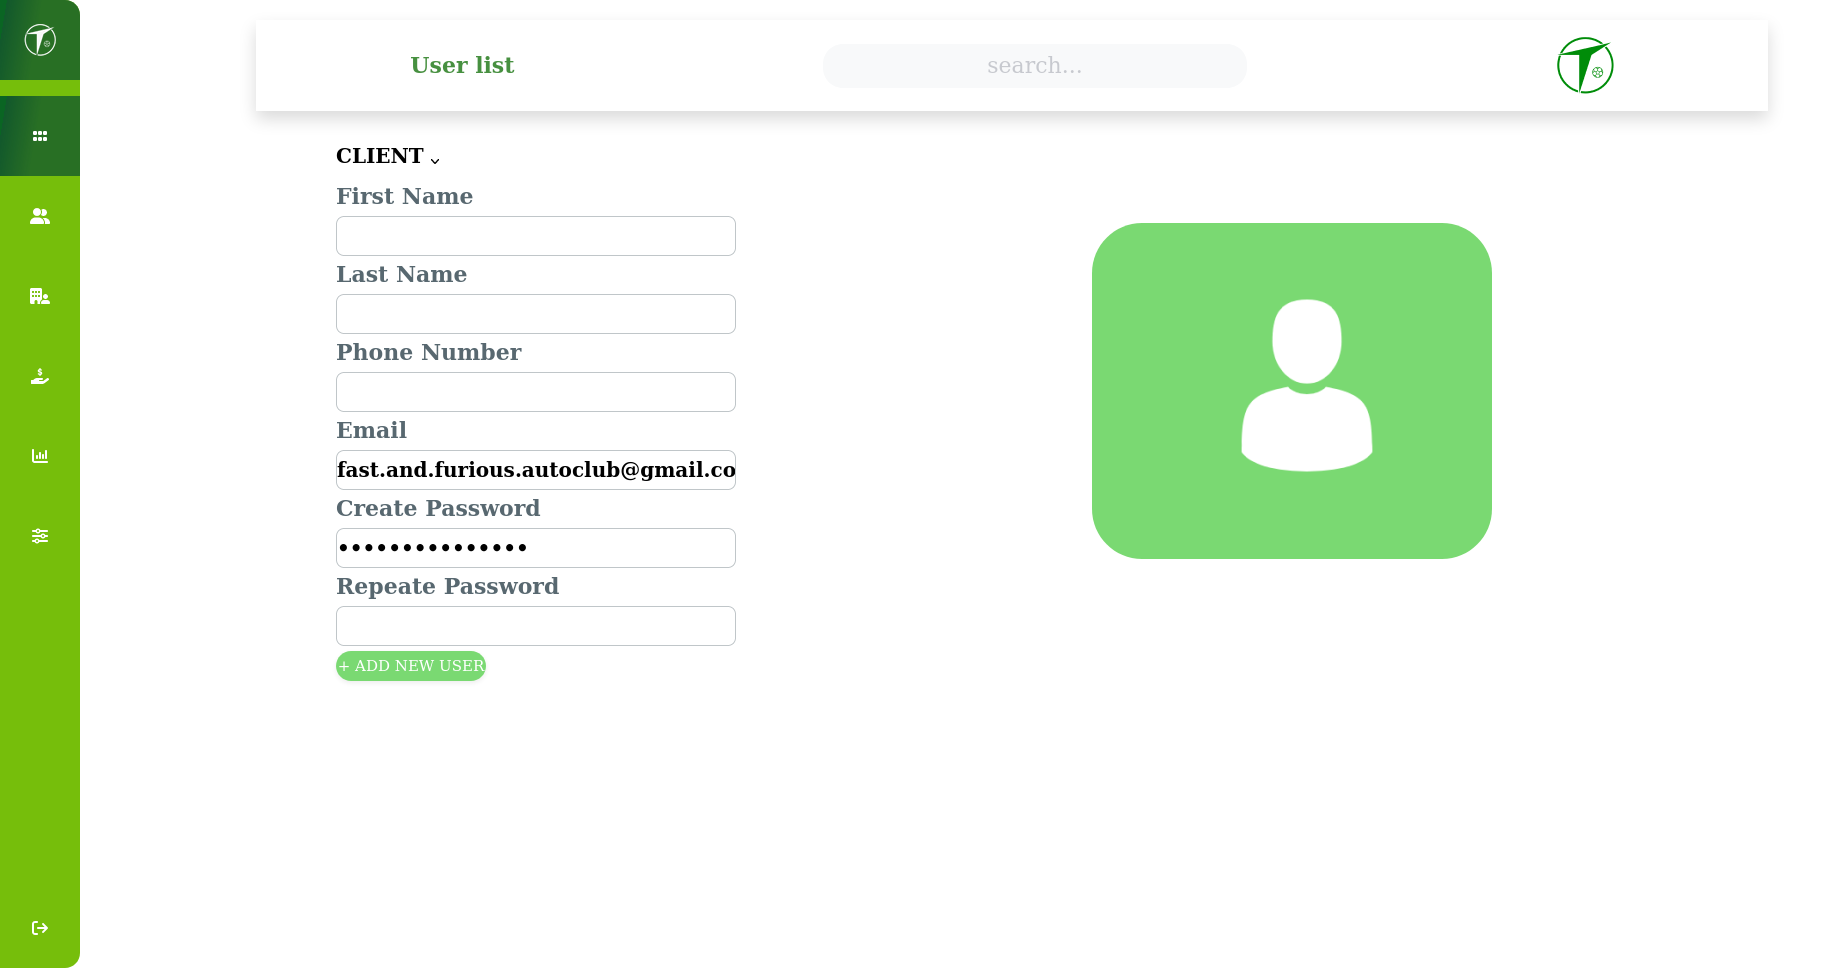 User list
search...
CLIENT
First Name
Last Name
Phone Number
Email
fast.and.furious.autoclub@gmail.co
Create Password
•••••••••••••••
Repeate Password
+ ADD NEW USER